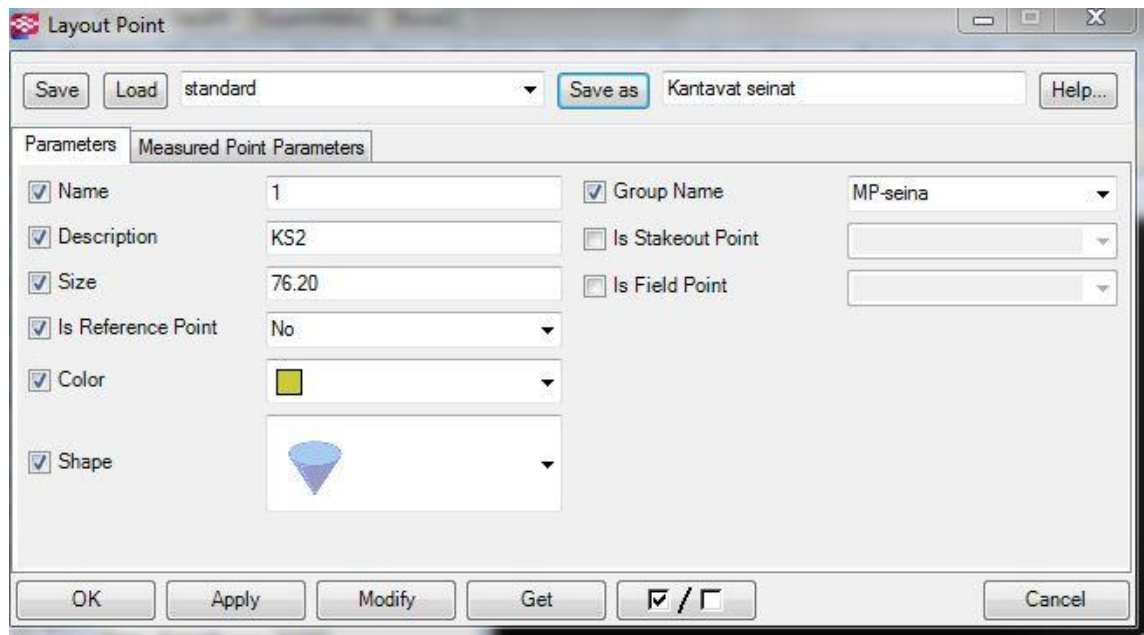 Layout Point
Save Load standard Save as Kantavat seinat Help...
Parameters Measured Point Parameters
Name 1 Group Name MP-seina
Description KS2 Is Stakeout Point
Size 76.20 Is Field Point
Is Reference Point No
Color
Shape
OK Apply Modify Get / Cancel